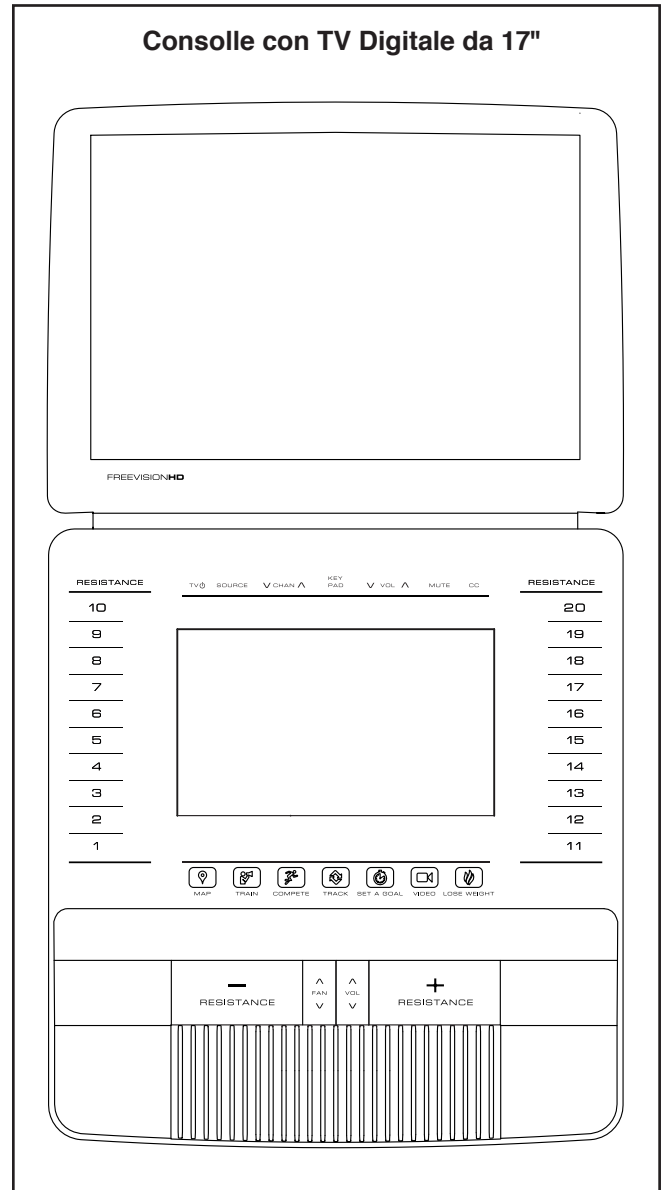 Consolle con TV Digitale da 17"
FREEVISIONHD
RESISTANCE
TV SOURCE CHAN KEY PAD VOL MUTE CC
RESISTANCE
10
9
8
7
6
5
4
3
2
1
20
19
18
17
16
15
14
13
12
11
MAP TRAIN COMPETE TRACK SET A GOAL VIDEO LOSE WEIGHT
− RESISTANCE
FAN
VOL
+ RESISTANCE